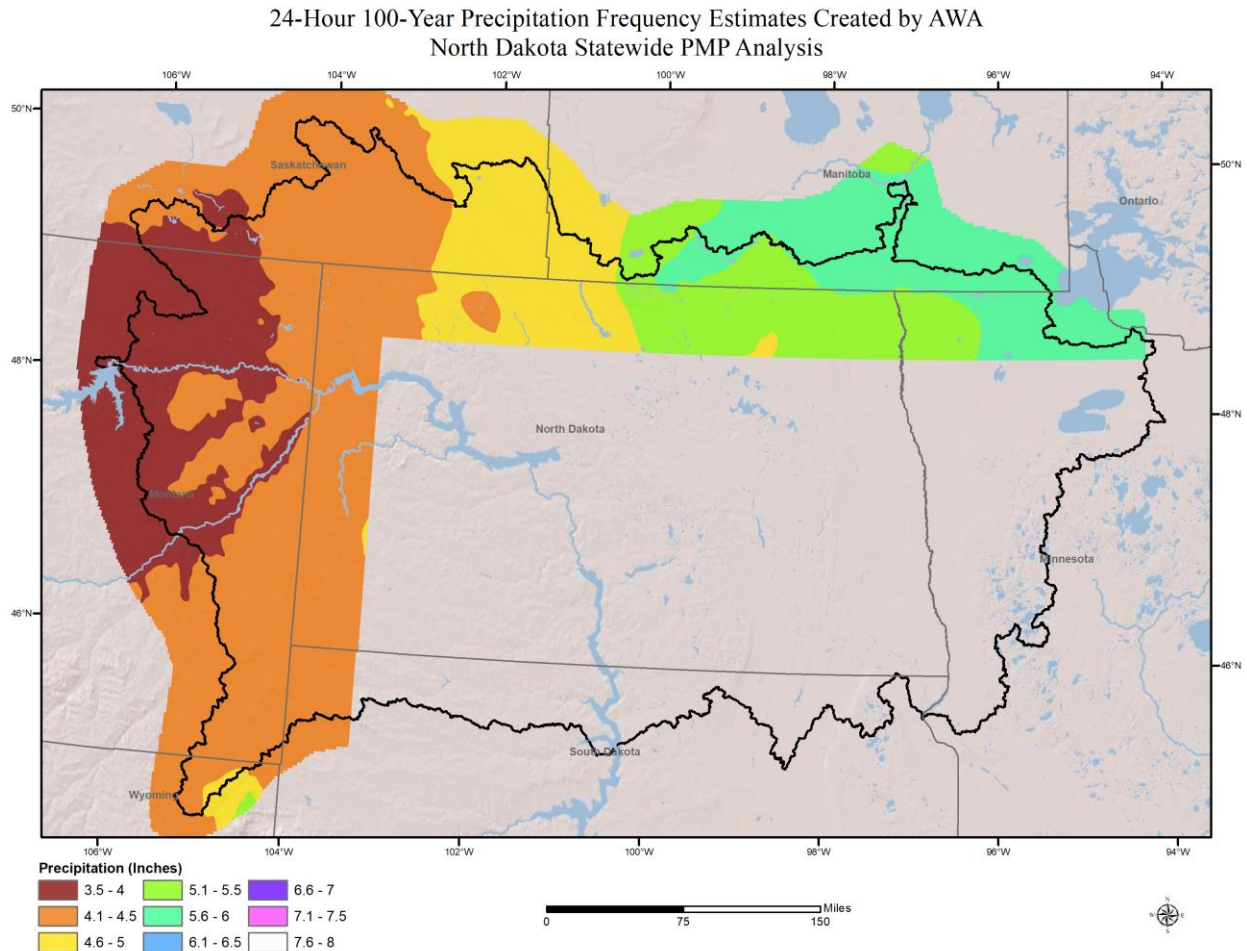 24-Hour 100-Year Precipitation Frequency Estimates Created by AWA
North Dakota Statewide PMP Analysis
106°W 104°W 102°W 100°W 98°W 96°W 94°W
50°N
50°N
Saskatchewan
Manitoba
Ontario
48°N
48°N
North Dakota
Montana
Minnesota
46°N
46°N
South Dakota
Wyoming
106°W 104°W 102°W 100°W 98°W 96°W 94°W
Precipitation (Inches)
3.5 - 4 5.1 - 5.5 6.6 - 7
4.1 - 4.5 5.6 - 6 7.1 - 7.5
4.6 - 5 6.1 - 6.5 7.6 - 8
0 75 150 Miles
N
W E
S